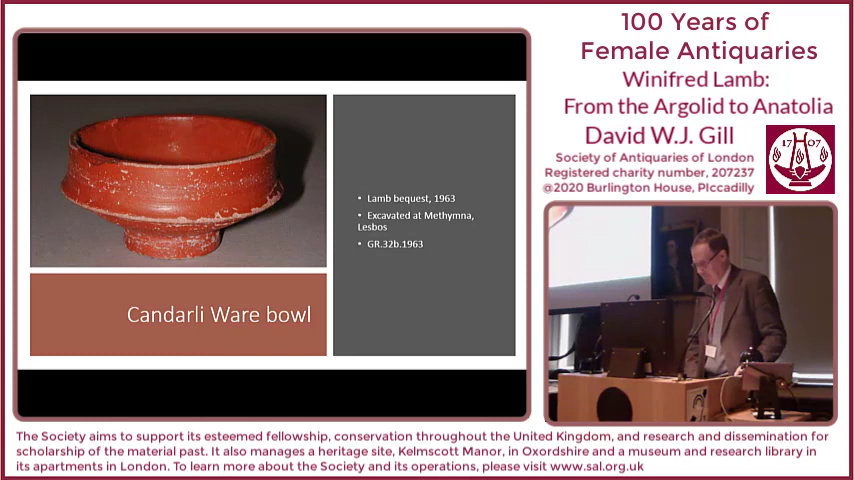 100 Years of
Female Antiquaries
Winifred Lamb:
From the Argolid to Anatolia
David W.J. Gill
Society of Antiquaries of London
Registered charity number, 207237
@2020 Burlington House, PIccadilly
17 07
• Lamb bequest, 1963
• Excavated at Methymna,
Lesbos
• GR.32b.1963
Candarli Ware bowl
The Society aims to support its esteemed fellowship, conservation throughout the United Kingdom, and research and dissemination for
scholarship of the material past. It also manages a heritage site, Kelmscott Manor, in Oxordshire and a museum and research library in
its apartments in London. To learn more about the Society and its operations, please visit www.sal.org.uk